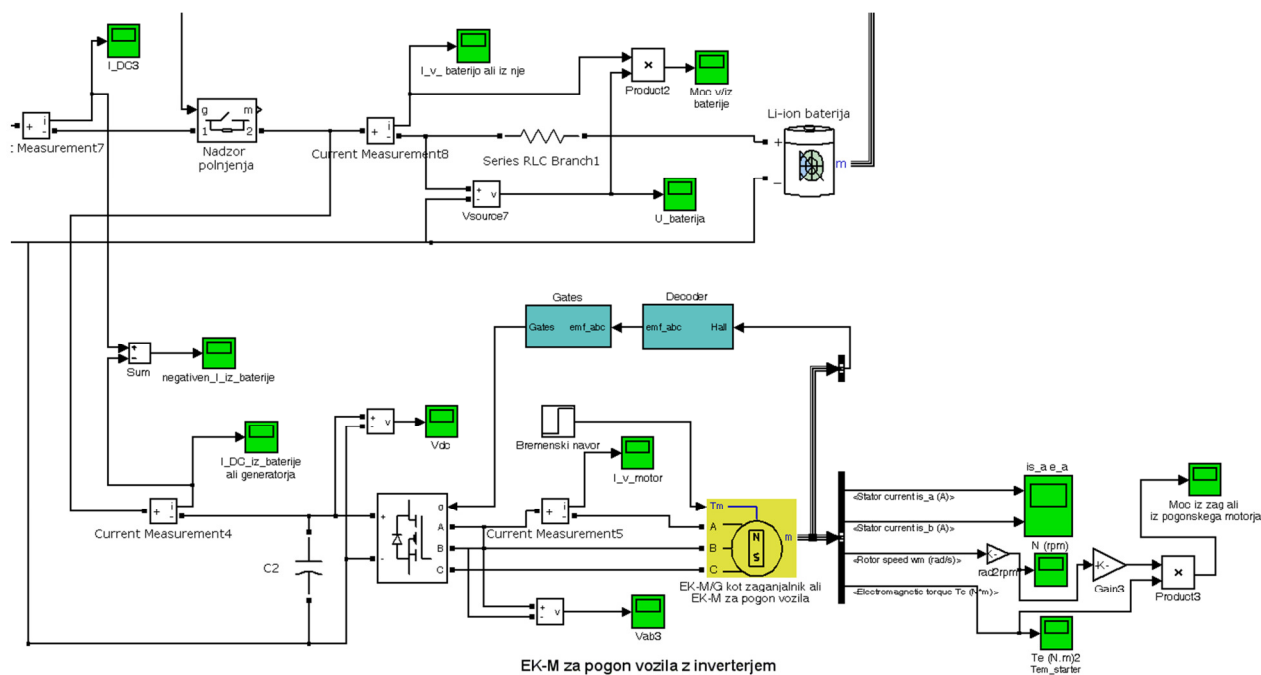 I_DC3
I_v_ baterijo ali iz nje
×
Product2
Moc v/iz
baterije
Li-ion baterija
g
m
1
2
+
i
-
t Measurement7
Nadzor
polnjenja
+
i
-
Current Measurement8
Series RLC Branch1
+
_
m
+
-
v
Vsource7
U_baterija
Gates
Decoder
Gates
emf_abc
emf_abc
Hall
+
−
Sum
negativen_I_iz_baterije
+
-
v
Vdc
Bremenski navor
I_v_motor
I_DC_iz_baterije
ali generatorja
is_a e_a
<Stator current is_a (A)>
<Stator current is_b (A)>
N (rpm)
Moc iz zag ali
iz pogonskega motorja
+
i
-
Current Measurement4
+
-
g
A
B
C
+
i
-
Current Measurement5
Tm
A
B
C
N
S
m
C2
<Rotor speed wm (rad/s)>
K-
rad2rpm
-K-
Gain3
×
Product3
EK-M/G kot zaganjalnik ali
EK-M za pogon vozila
<Electromagnetic torque Te (N*m)>
+
-
v
Vab3
Te (N.m)2
Tem_starter
EK-M za pogon vozila z inverterjem